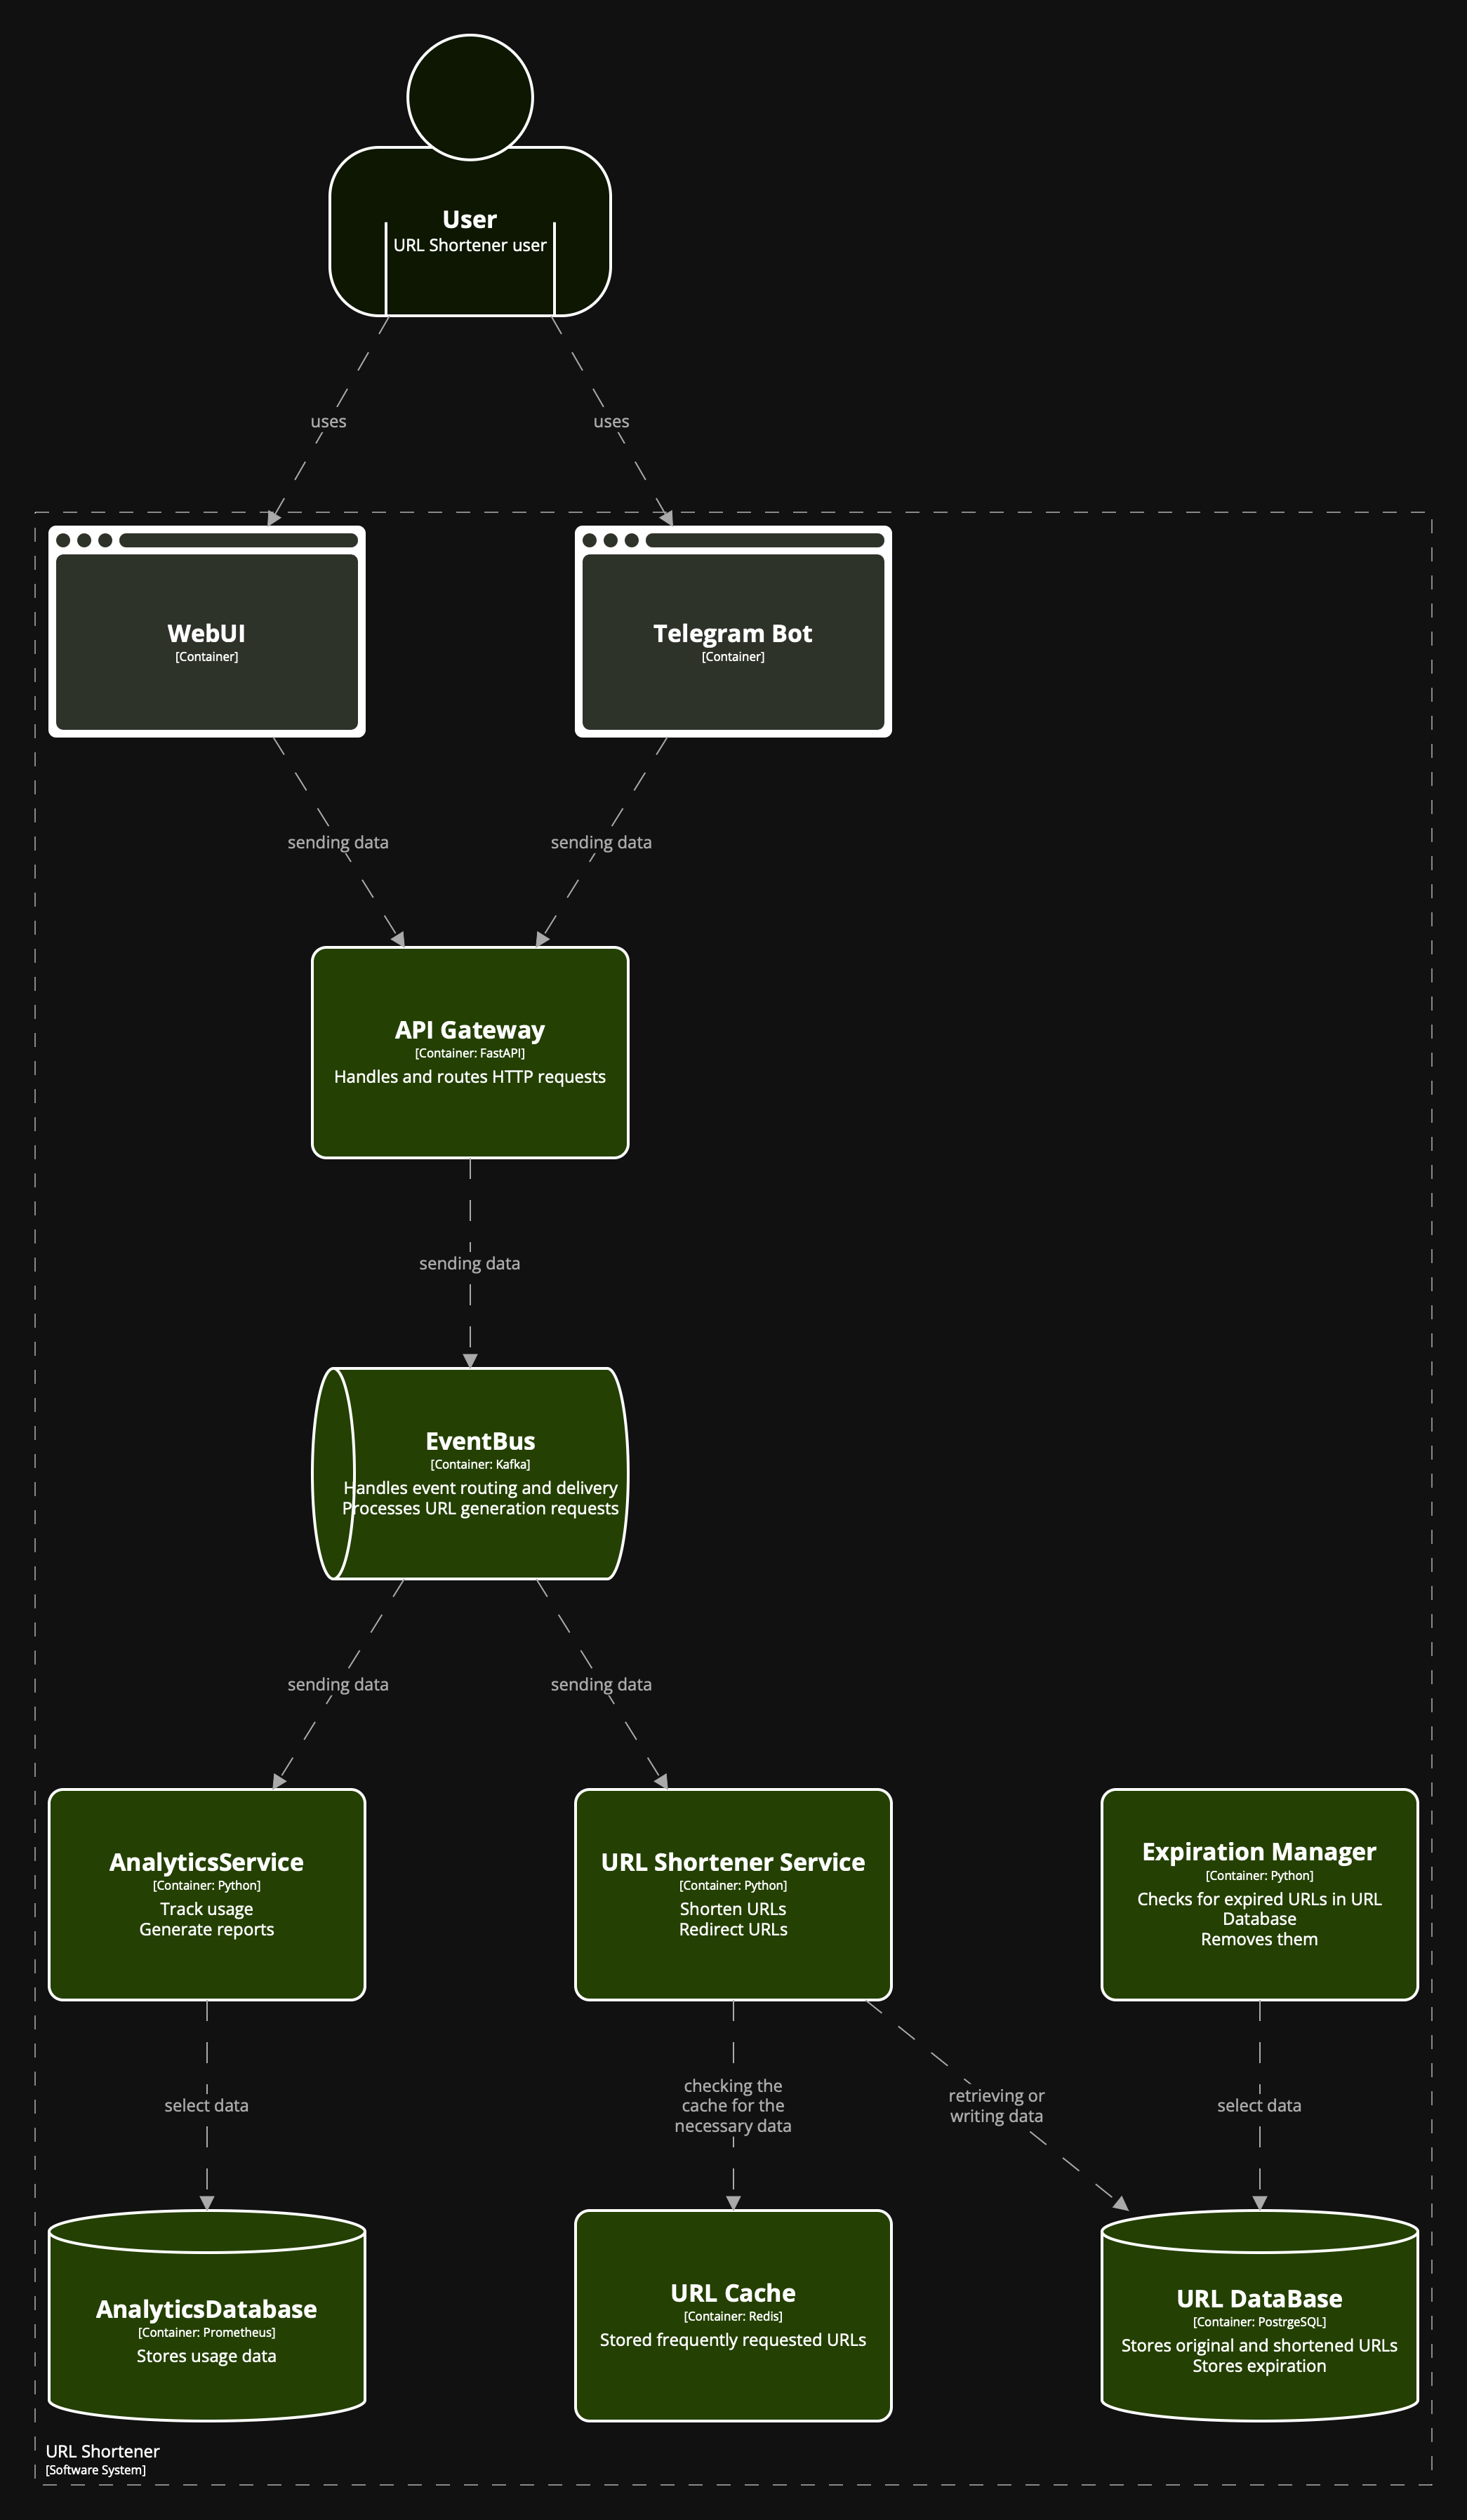 User
URL Shortener user
uses
uses
WebUI
[Container]
Telegram Bot
[Container]
sending data
sending data
API Gateway
[Container: FastAPI]
Handles and routes HTTP requests
sending data
EventBus
[Container: Kafka]
Handles event routing and delivery
Processes URL generation requests
sending data
sending data
AnalyticsService
[Container: Python]
Track usage
Generate reports
URL Shortener Service
[Container: Python]
Shorten URLs
Redirect URLs
Expiration Manager
[Container: Python]
Checks for expired URLs in URL
Database
Removes them
select data
checking the
cache for the
necessary data
retrieving or
writing data
select data
AnalyticsDatabase
[Container: Prometheus]
Stores usage data
URL Cache
[Container: Redis]
Stored frequently requested URLs
URL DataBase
[Container: PostrgeSQL]
Stores original and shortened URLs
Stores expiration
URL Shortener
[Software System]